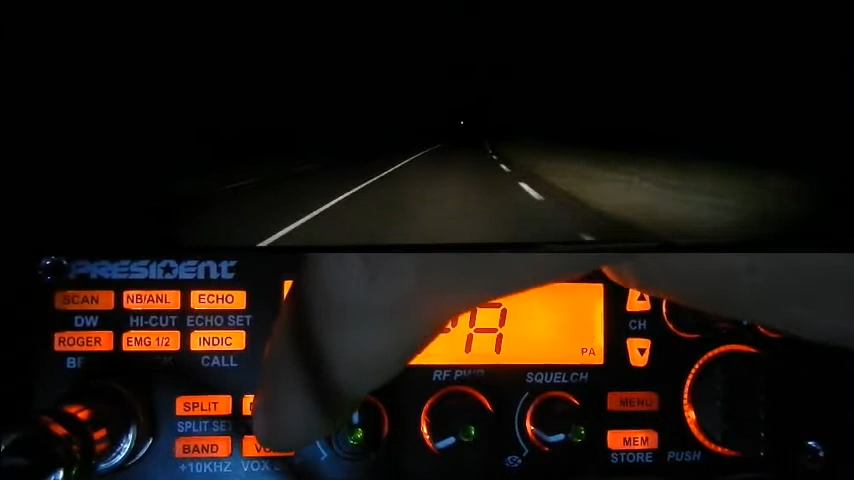 PRESIDENT
SCAN NB/ANL ECHO
DW HI-CUT ECHO SET
ROGER EMG 1/2 INDIC
CALL
PA
CH
RF PWR SQUELCH
SPLIT MENU
SPLIT SET
BAND MEM
+10KHZ VOX STORE PUSH